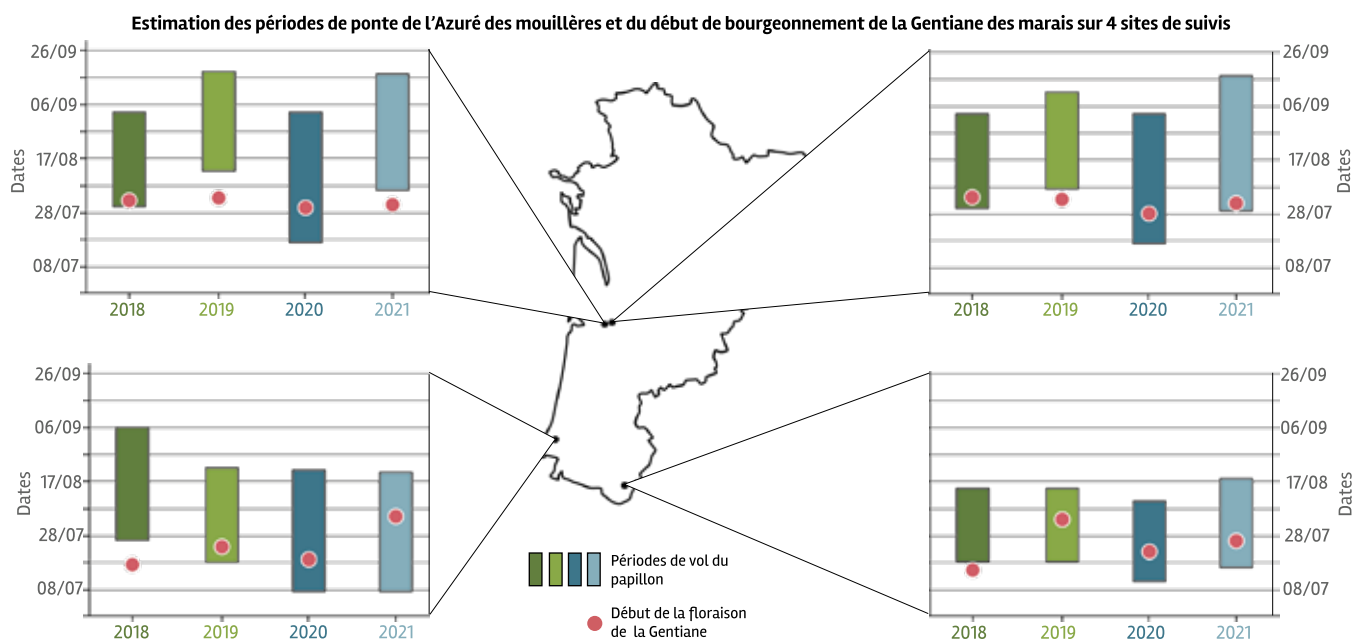 Estimation des périodes de ponte de l'Azuré des mouillères et du début de bourgeonnement de la Gentiane des marais sur 4 sites de suivis
Dates
26/09
06/09
17/08
28/07
08/07
2018 2019 2020 2021
26/09
06/09
17/08
28/07
08/07
Dates
2018 2019 2020 2021
Dates
26/09
06/09
17/08
28/07
08/07
2018 2019 2020 2021
26/09
06/09
17/08
28/07
08/07
Dates
2018 2019 2020 2021
Périodes de vol du
papillon
Début de la floraison
de la Gentiane